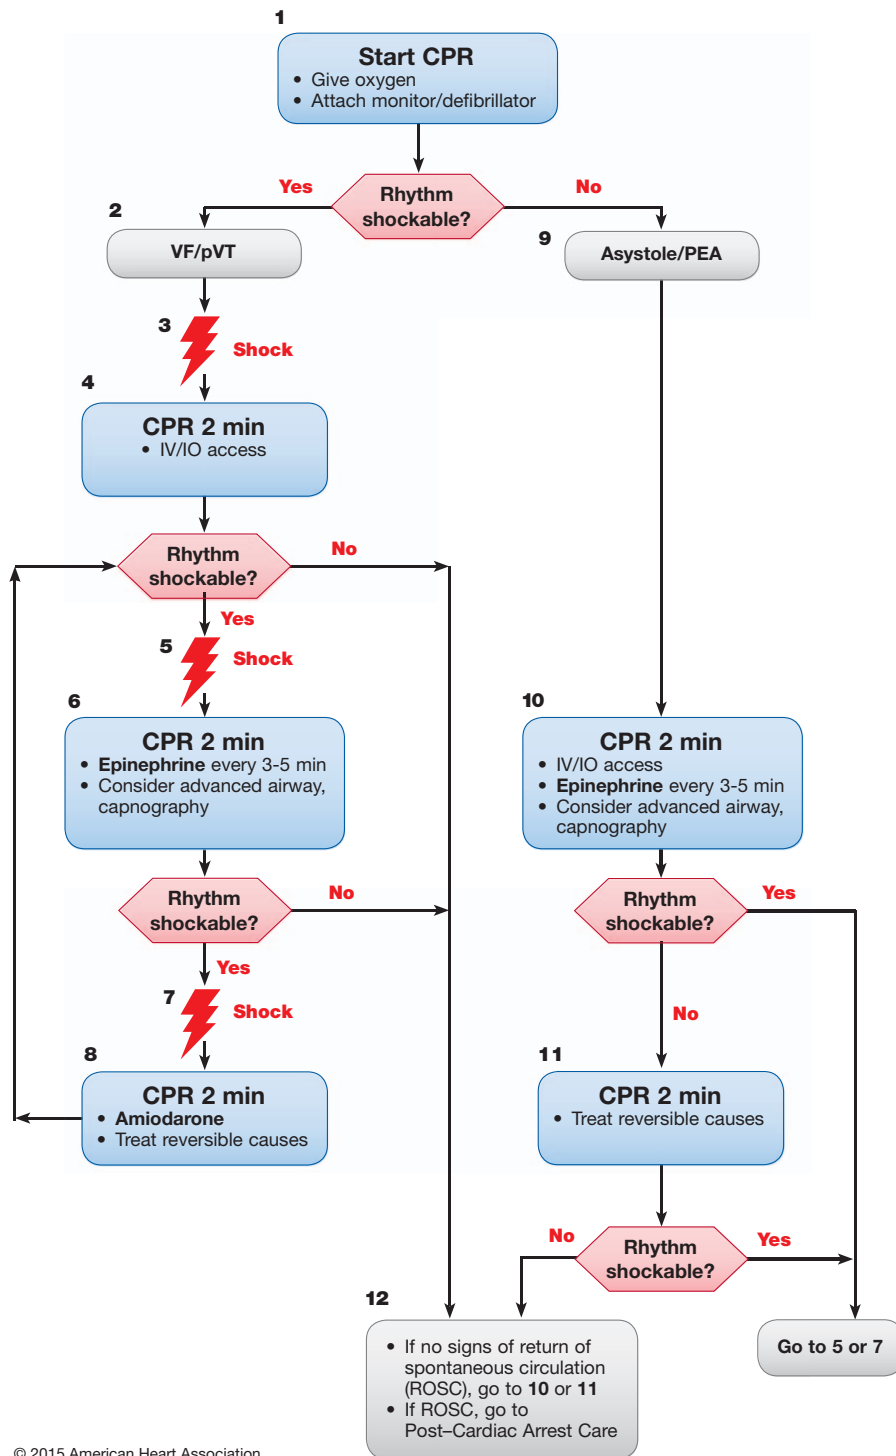 1
Start CPR
• Give oxygen
• Attach monitor/defibrillator
Rhythm
shockable?
Yes
No
2
VF/pVT
9
Asystole/PEA
3
Shock
4
CPR 2 min
• IV/IO access
Rhythm
shockable?
No
Yes
5
Shock
6
CPR 2 min
• Epinephrine every 3-5 min
• Consider advanced airway,
capnography
10
CPR 2 min
• IV/IO access
• Epinephrine every 3-5 min
• Consider advanced airway,
capnography
Rhythm
shockable?
No
Yes
Rhythm
shockable?
Yes
No
7
Shock
8
CPR 2 min
• Amiodarone
• Treat reversible causes
11
CPR 2 min
• Treat reversible causes
Rhythm
shockable?
No
Yes
12
• If no signs of return of
spontaneous circulation
(ROSC), go to 10 or 11
• If ROSC, go to
Post–Cardiac Arrest Care
Go to 5 or 7
© 2015 American Heart Association